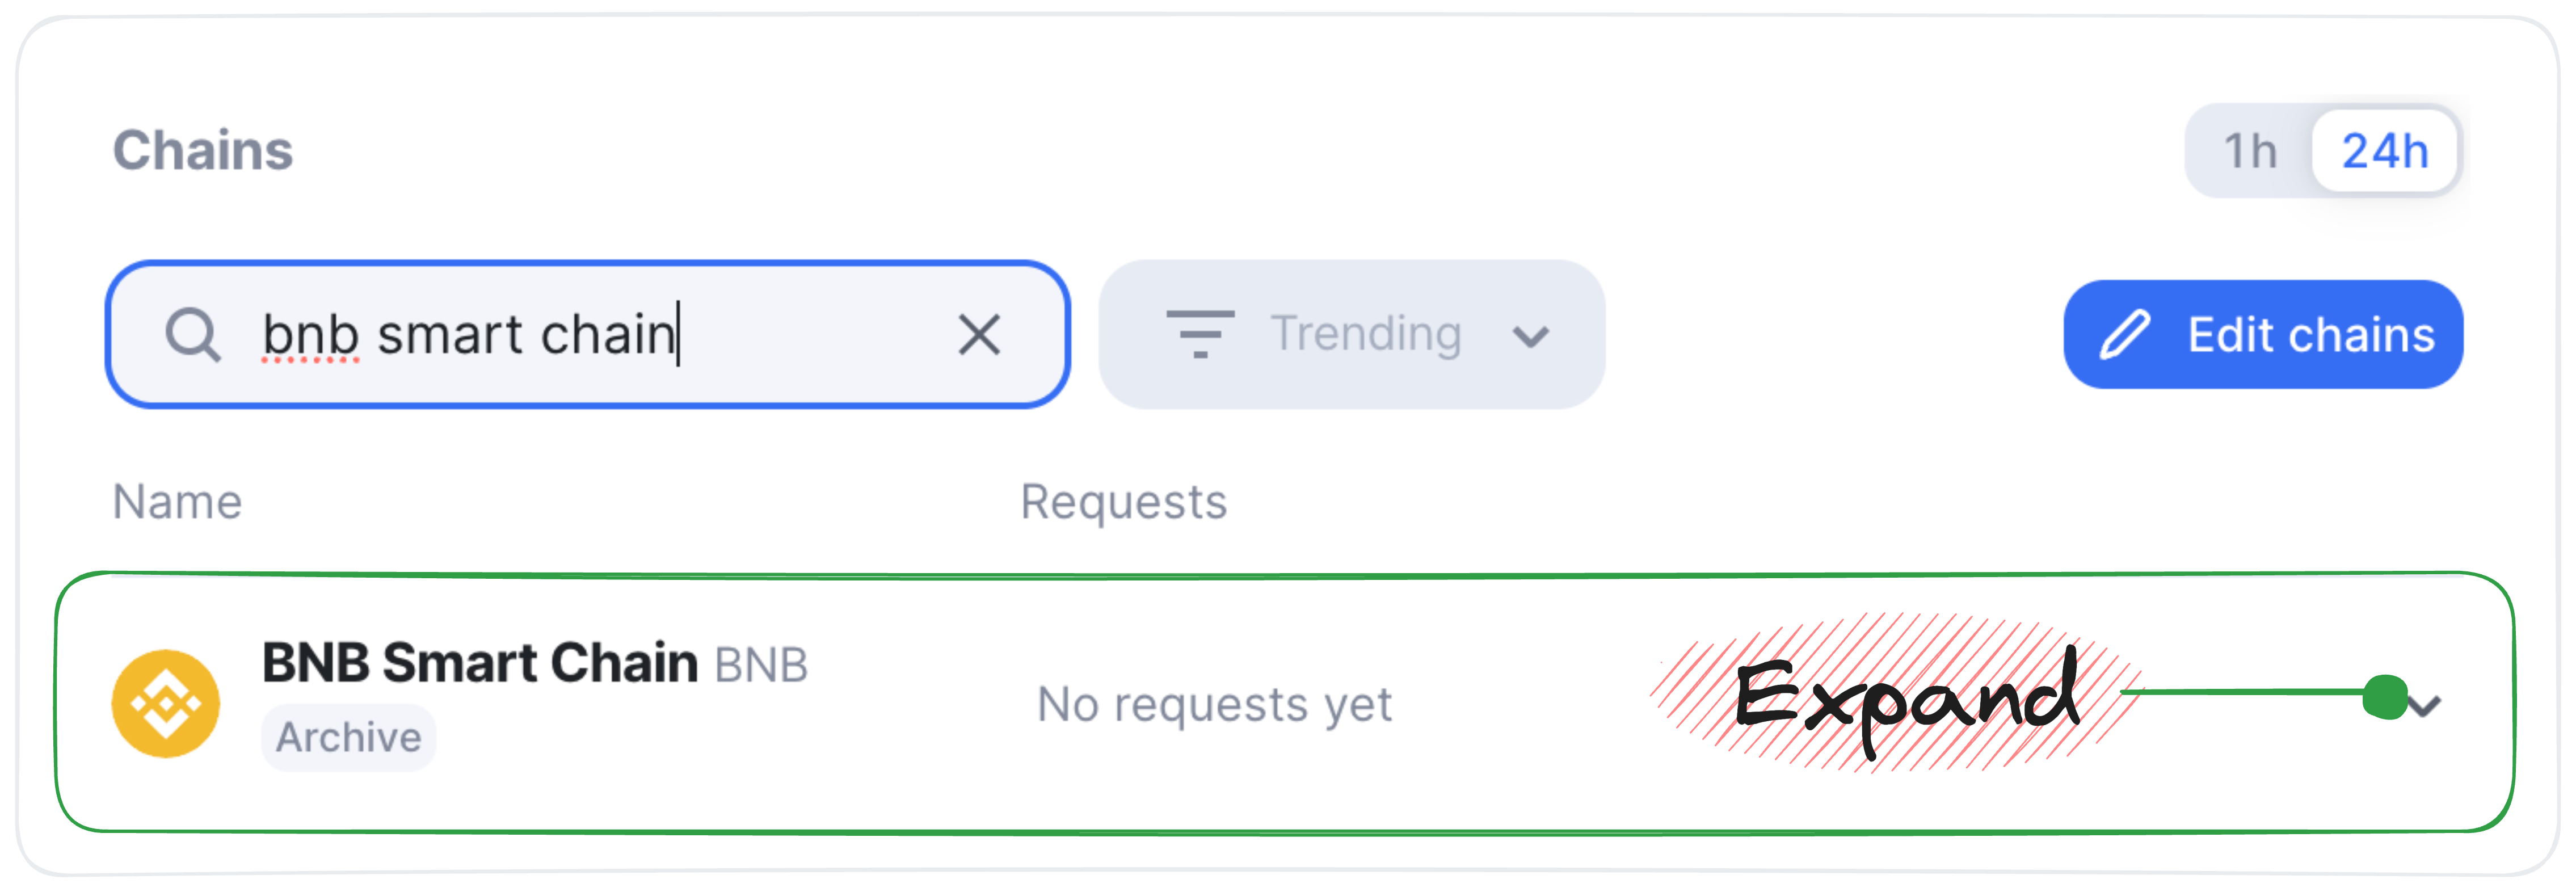 Chains
1h 24h
bnb smart chain
Trending
Edit chains
Name Requests
BNB Smart Chain BNB
Archive
No requests yet
Expand